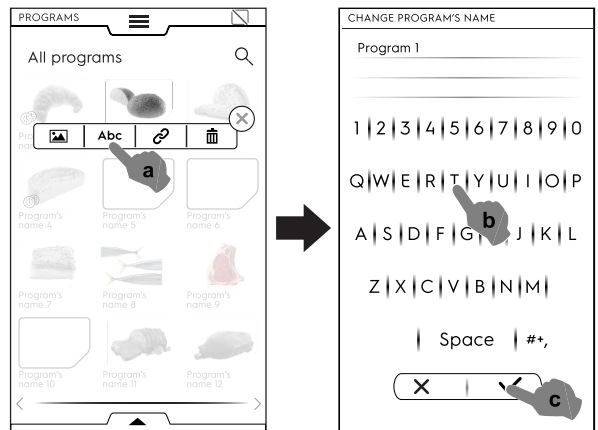 PROGRAMS
All programs
Abc
a
Program's
name 4
Program's
name 5
Program's
name 6
Program's
name 7
Program's
name 8
Program's
name 9
Program's
name 10
Program's
name 11
Program's
name 12
CHANGE PROGRAM'S NAME
Program 1
1 2 3 4 5 6 7 8 9 0
Q W E R T Y U I O P
b
A S D F G J K L
Z X C V B N M
Space #+,
c